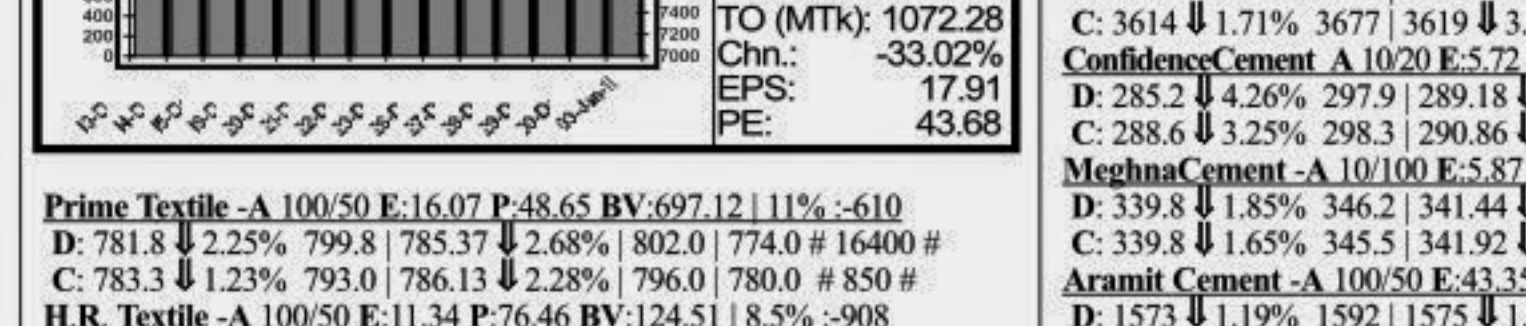 400
200
0
7400
7200
7000
TO (MTk): 1072.28
Chn.: -33.02%
EPS: 17.91
PE: 43.68
Prime Textile -A 100/50 E:16.07 P:48.65 BV:697.12 | 11% :-610
D: 781.8 ⇓ 2.25% 799.8 | 785.37 ⇓ 2.68% | 802.0 | 774.0 # 16400 #
C: 783.3 ⇓ 1.23% 793.0 | 786.13 ⇓ 2.28% | 796.0 | 780.0 # 850 #
H.R. Textile -A 100/50 E:11.34 P:76.46 BV:124.51 | 8.5% :-908
C: 3614 ⇓ 1.71% 3677 | 3619 ⇓ 3.
ConfidenceCement A 10/20 E:5.72
D: 285.2 ⇓ 4.26% 297.9 | 289.18 ⇓
C: 288.6 ⇓ 3.25% 298.3 | 290.86 ⇓
MeghnaCement -A 10/100 E:5.87
D: 339.8 ⇓ 1.85% 346.2 | 341.44 ⇓
C: 339.8 ⇓ 1.65% 345.5 | 341.92 ⇓
Aramit Cement -A 100/50 E:43.35
D: 1573 ⇓ 1.19% 1592 | 1575 ⇓ 1.